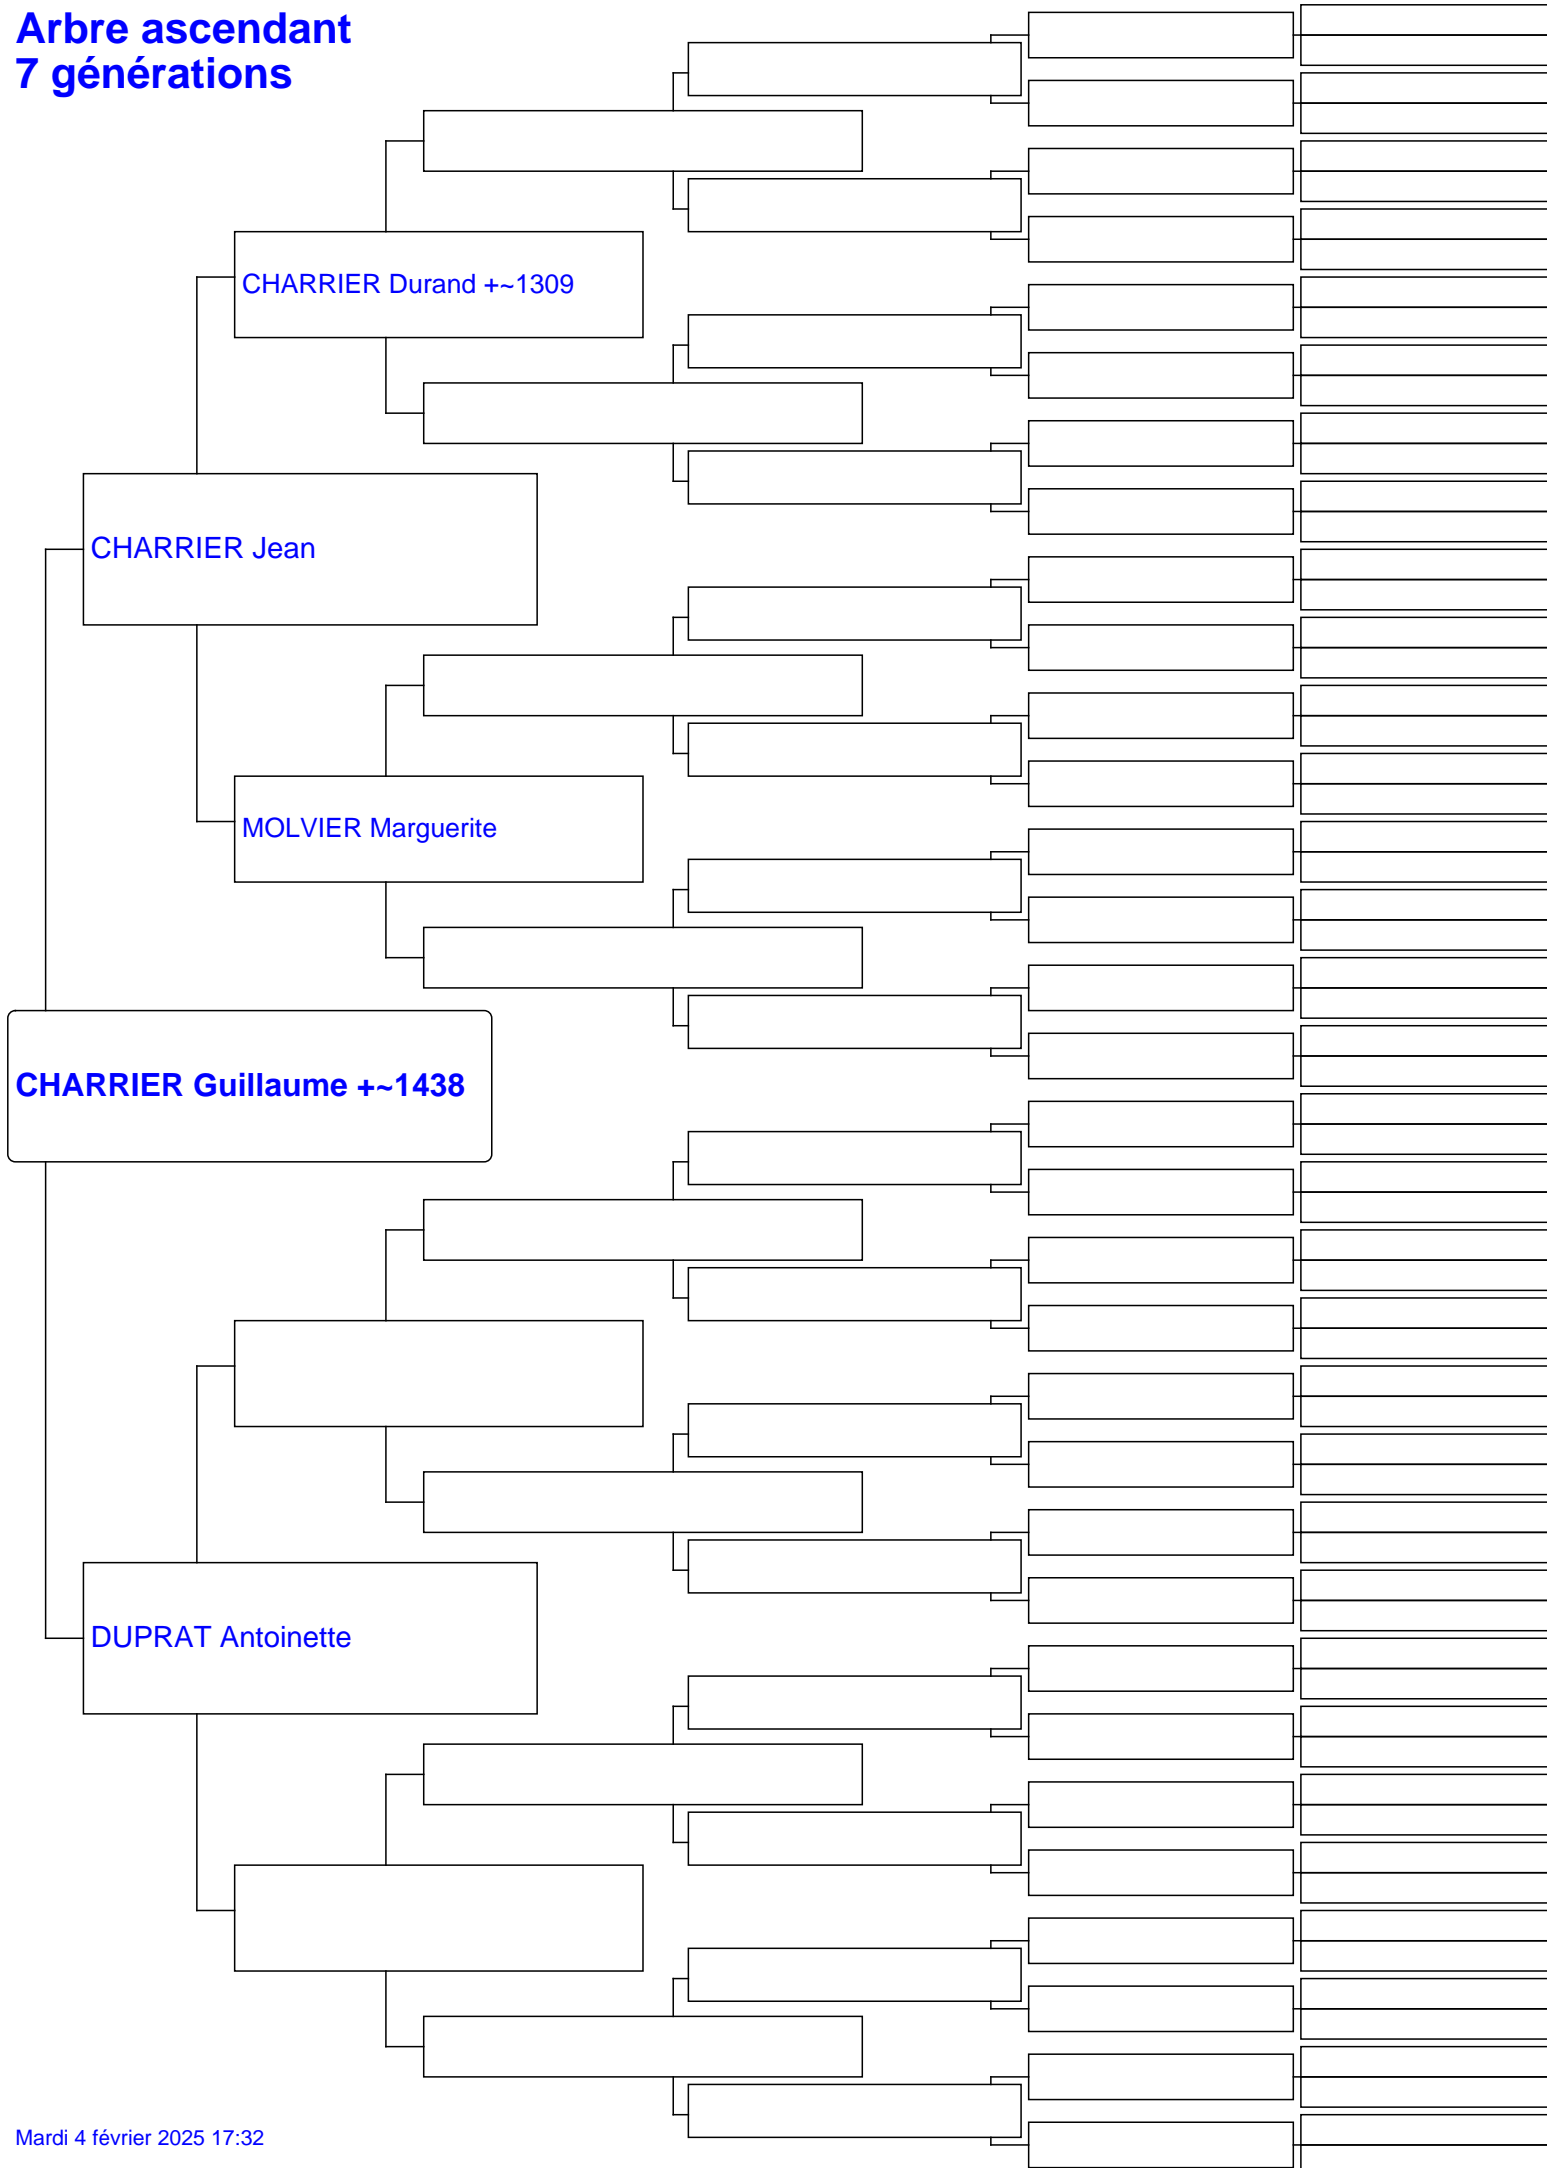 Arbre ascendant
7 générations
CHARRIER Durand +~1309
CHARRIER Jean
MOLVIER Marguerite
CHARRIER Guillaume +~1438
DUPRAT Antoinette
Mardi 4 février 2025 17:32